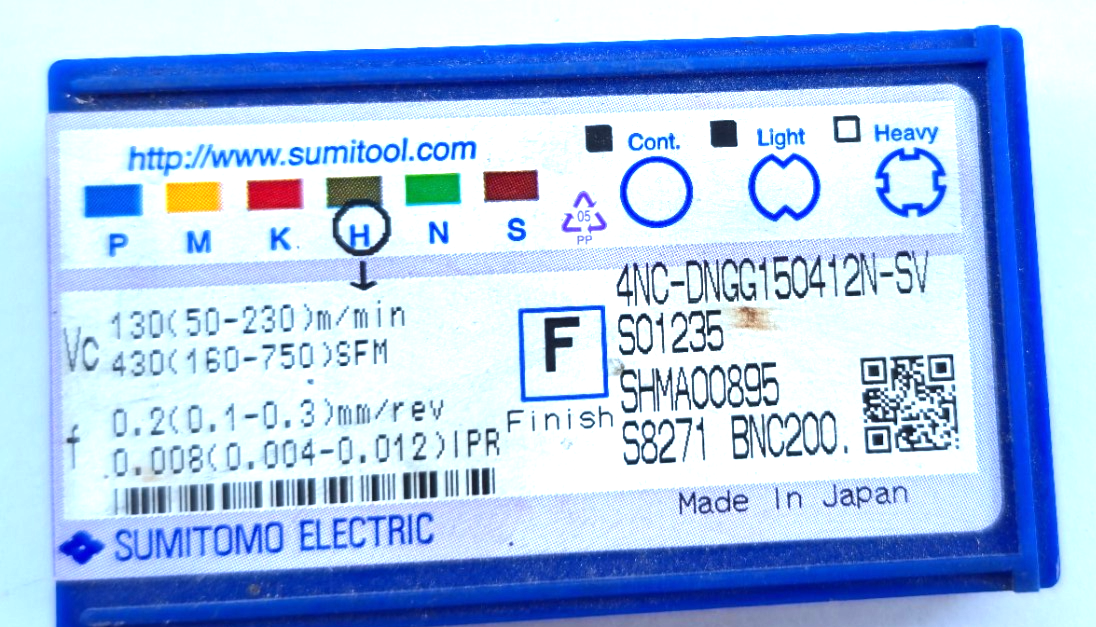 http://www.sumitool.com
P M K H N S
05
PP
Cont. Light Heavy
Vc 130(50-230)m/min
430(160-750)SFM
f 0.2(0.1-0.3)mm/rev
0.008(0.004-0.012)IPR
F
Finish
4NC-DNGG150412N-SV
S01235
SHMA00895
S8271 BNC200.
Made In Japan
SUMITOMO ELECTRIC